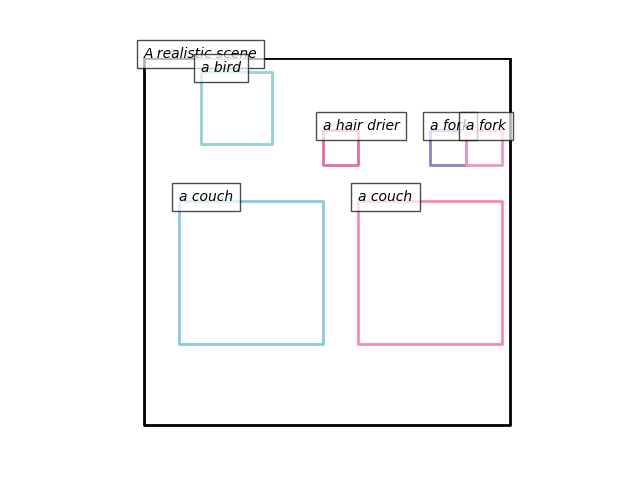 A realistic scene
a bird
a hair drier
a fork
a fork
a couch
a couch